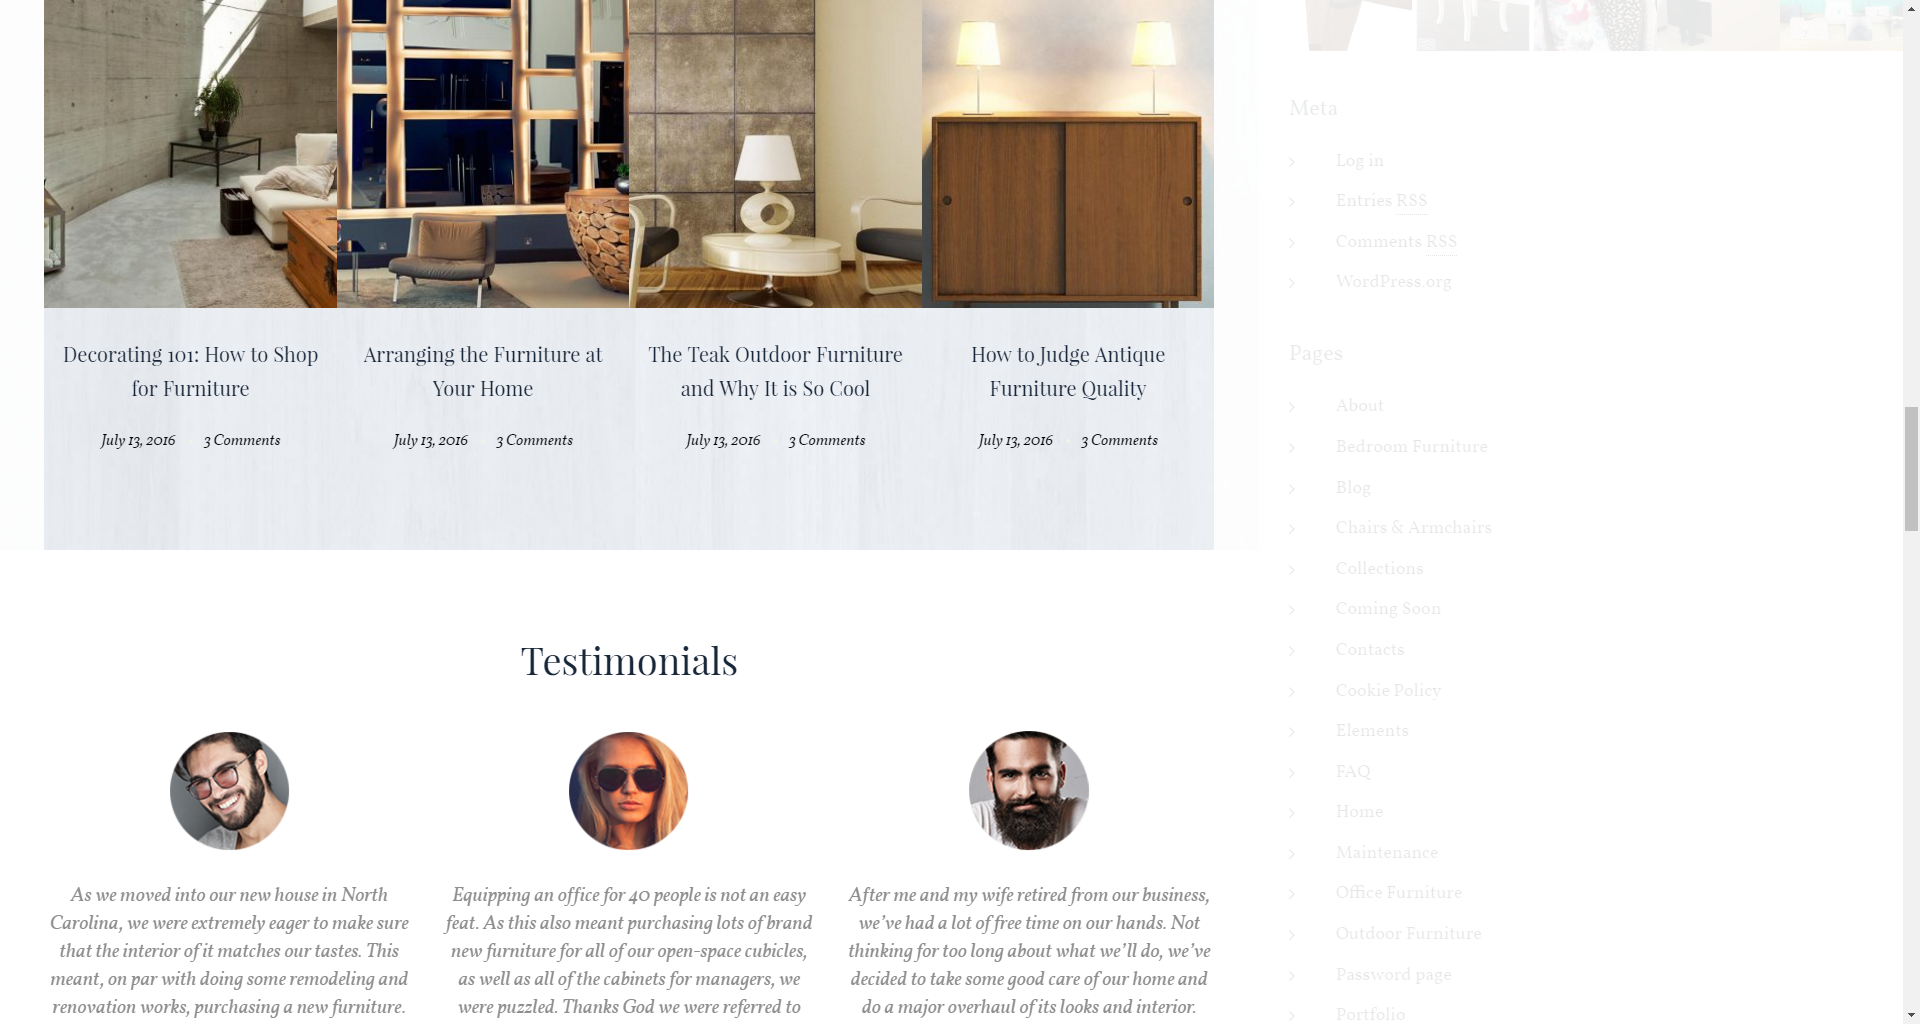 Decorating 101: How to Shop
for Furniture
July 13, 2016 3 Comments
Arranging the Furniture at
Your Home
July 13, 2016 3 Comments
The Teak Outdoor Furniture
and Why It is So Cool
July 13, 2016 3 Comments
How to Judge Antique
Furniture Quality
July 13, 2016 3 Comments
Testimonials
As we moved into our new house in North
Carolina, we were extremely eager to make sure
that the interior of it matches our tastes. This
meant, on par with doing some remodeling and
renovation works, purchasing a new furniture.
Equipping an office for 40 people is not an easy
feat. As this also meant purchasing lots of brand
new furniture for all of our open-space cubicles,
as well as all of the cabinets for managers, we
were puzzled. Thanks God we were referred to
After me and my wife retired from our business,
we’ve had a lot of free time on our hands. Not
thinking for too long about what we’ll do, we’ve
decided to take some good care of our home and
do a major overhaul of its looks and interior.
Meta
Log in
Entries RSS
Comments RSS
WordPress.org
Pages
About
Bedroom Furniture
Blog
Chairs & Armchairs
Collections
Coming Soon
Contacts
Cookie Policy
Elements
FAQ
Home
Maintenance
Office Furniture
Outdoor Furniture
Password page
Portfolio